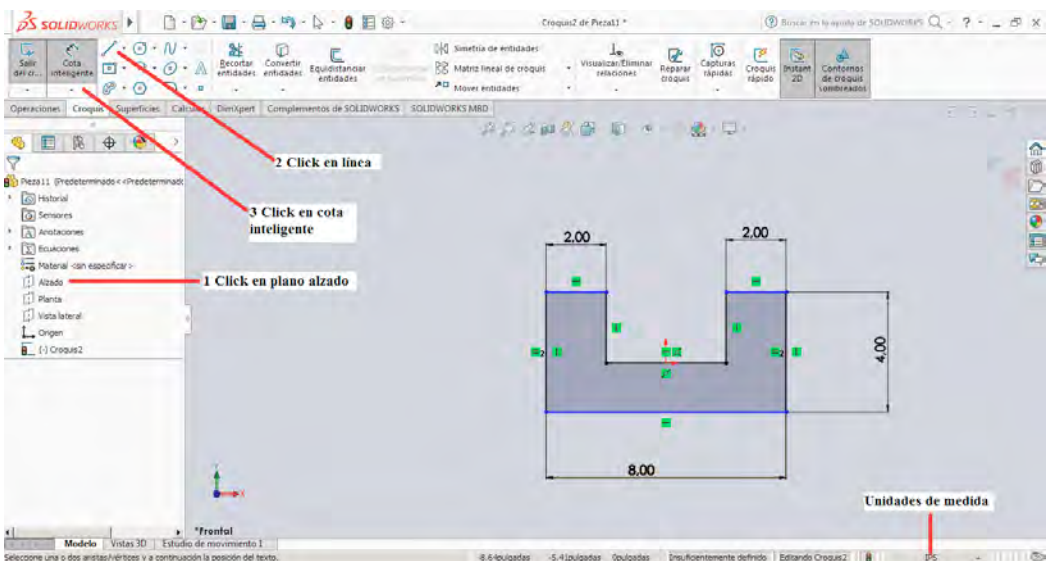 SOLIDWORKS
Croquis2 de Pieza11 *
Buscar en la ayuda de SOLIDWORKS
Salir del cr...
Cota inteligente
Recortar entidades
Convertir entidades
Equidistanciar entidades
Simetría de entidades
Matriz lineal de croquis
Mover entidades
Visualizar/Eliminar relaciones
Reparar croquis
Capturas rápidas
Croquis rápido
Instant 2D
Contornos de croquis sombreados
Operaciones Croquis Superficies Calcular DimXpert Complementos de SOLIDWORKS SOLIDWORKS MBD
2 Click en línea
3 Click en cota
inteligente
1 Click en plano alzado
Pieza11 (Predeterminado<<Predeterminado
Historial
Sensores
Anotaciones
Ecuaciones
Material <sin especificar>
Alzado
Planta
Vista lateral
Origen
(-) Croquis2
2,00
2,00
2
2
4,00
8,00
Y
X
*Frontal
Unidades de medida
Modelo Vistas 3D Estudio de movimiento 1
Seleccione una o dos aristas/vértices y a continuación la posición del texto.
-8.64pulgadas -5.41pulgadas 0pulgadas Insuficientemente definido Editando Croquis2 IPS